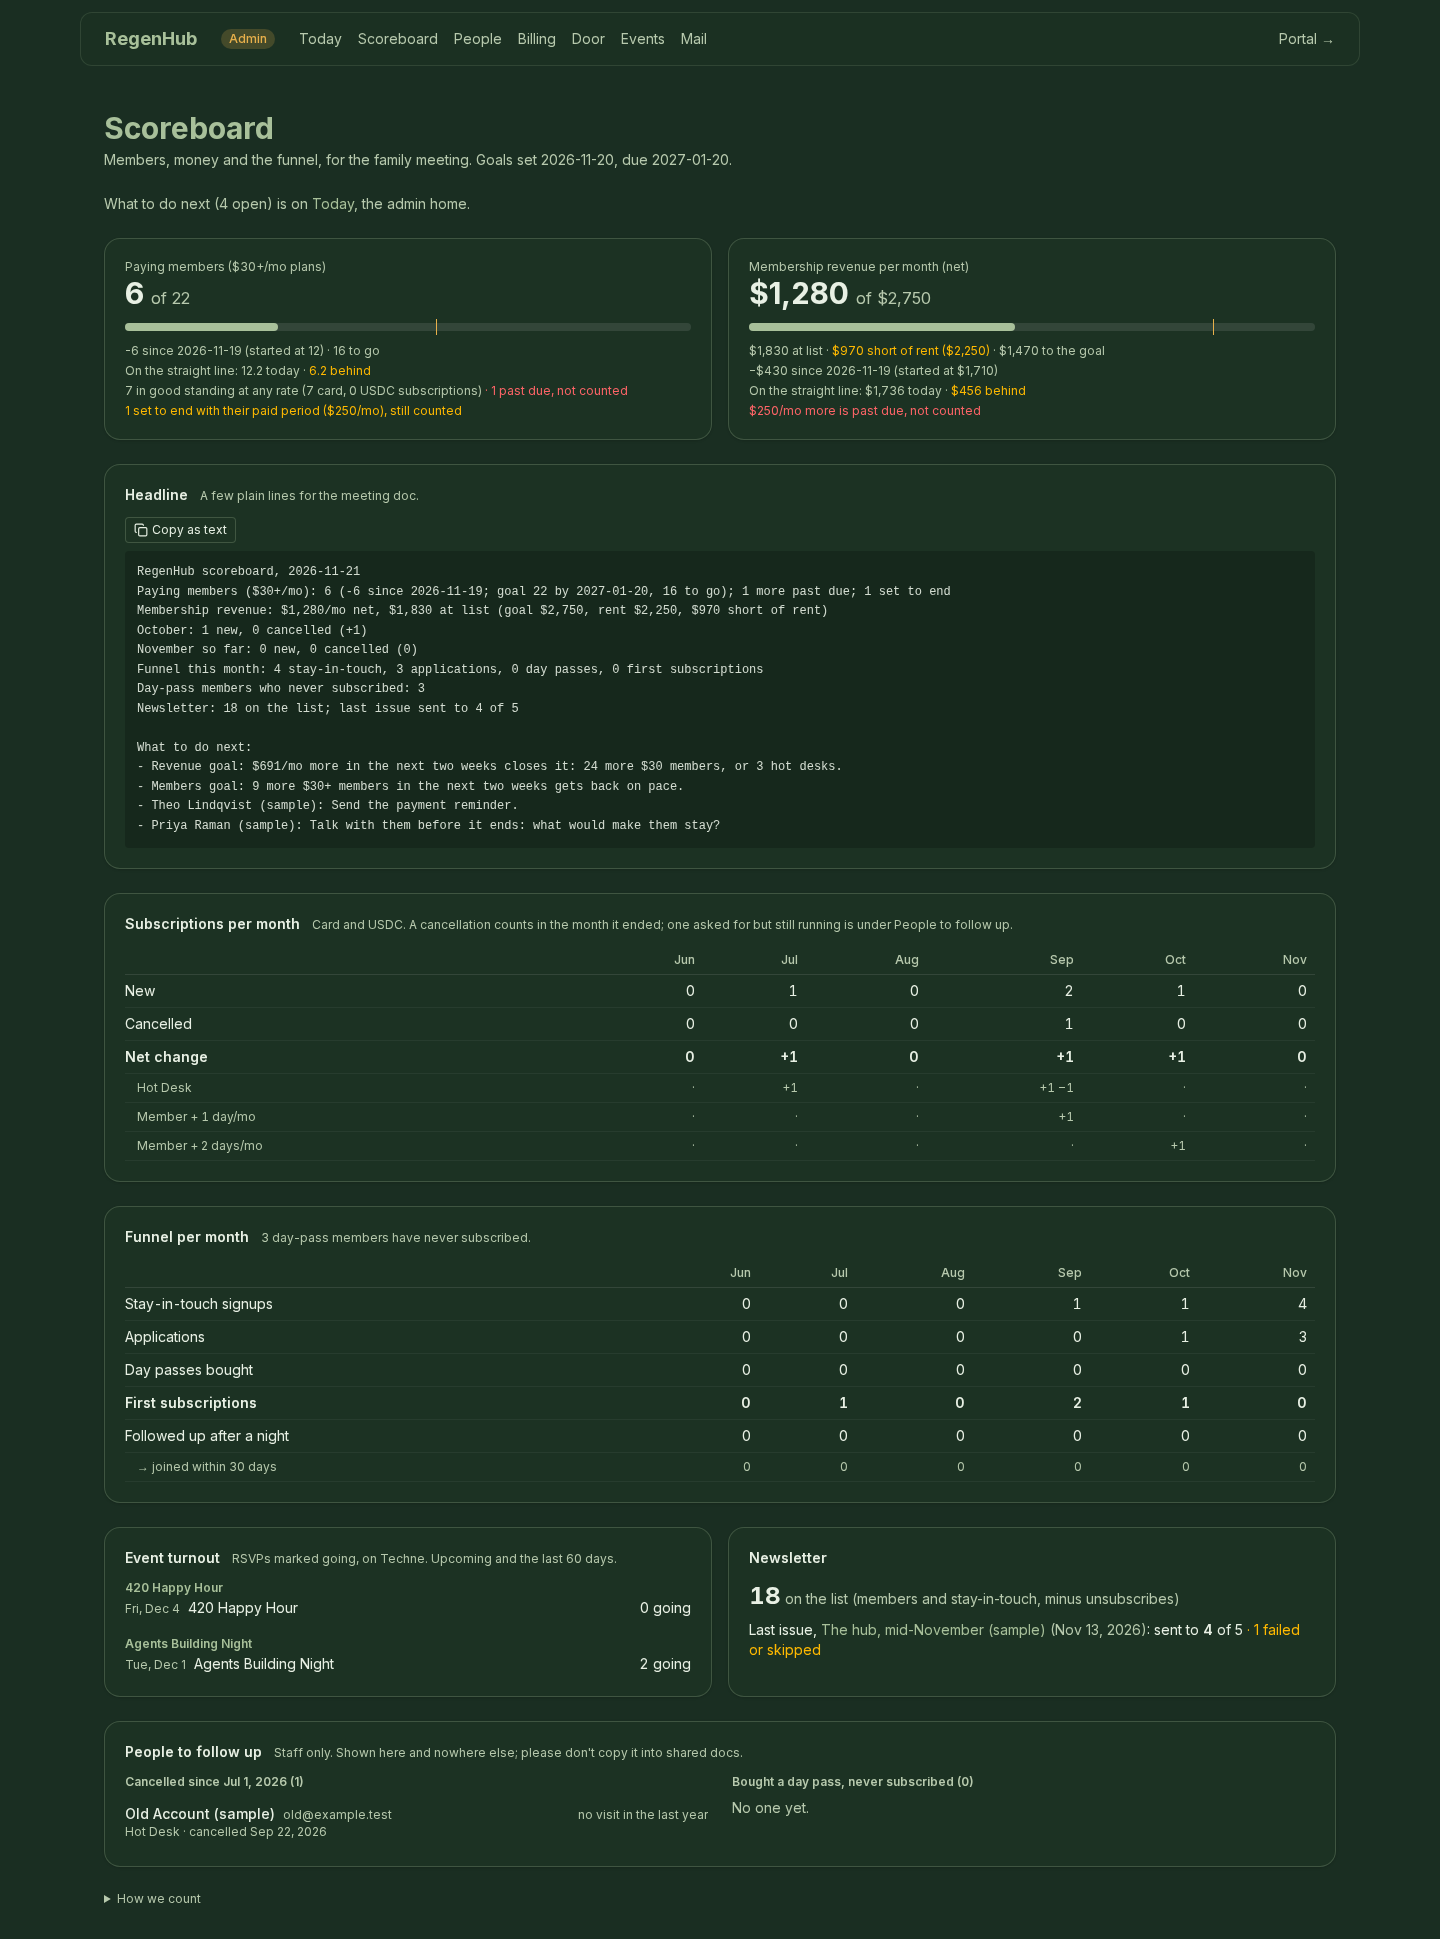 RegenHub Admin Today Scoreboard People Billing Door Events Mail Portal →
Scoreboard
Members, money and the funnel, for the family meeting. Goals set 2026-11-20, due 2027-01-20.
What to do next (4 open) is on Today, the admin home.
Paying members ($30+/mo plans)
6 of 22
-6 since 2026-11-19 (started at 12) · 16 to go
On the straight line: 12.2 today · 6.2 behind
7 in good standing at any rate (7 card, 0 USDC subscriptions) · 1 past due, not counted
1 set to end with their paid period ($250/mo), still counted
Membership revenue per month (net)
$1,280 of $2,750
$1,830 at list · $970 short of rent ($2,250) · $1,470 to the goal
−$430 since 2026-11-19 (started at $1,710)
On the straight line: $1,736 today · $456 behind
$250/mo more is past due, not counted
Headline A few plain lines for the meeting doc.
Copy as text
RegenHub scoreboard, 2026-11-21
Paying members ($30+/mo): 6 (-6 since 2026-11-19; goal 22 by 2027-01-20, 16 to go); 1 more past due; 1 set to end
Membership revenue: $1,280/mo net, $1,830 at list (goal $2,750, rent $2,250, $970 short of rent)
October: 1 new, 0 cancelled (+1)
November so far: 0 new, 0 cancelled (0)
Funnel this month: 4 stay-in-touch, 3 applications, 0 day passes, 0 first subscriptions
Day-pass members who never subscribed: 3
Newsletter: 18 on the list; last issue sent to 4 of 5
What to do next:
- Revenue goal: $691/mo more in the next two weeks closes it: 24 more $30 members, or 3 hot desks.
- Members goal: 9 more $30+ members in the next two weeks gets back on pace.
- Theo Lindqvist (sample): Send the payment reminder.
- Priya Raman (sample): Talk with them before it ends: what would make them stay?
Subscriptions per month Card and USDC. A cancellation counts in the month it ended; one asked for but still running is under People to follow up.
Jun Jul Aug Sep Oct Nov
New 0 1 0 2 1 0
Cancelled 0 0 0 1 0 0
Net change 0 +1 0 +1 +1 0
Hot Desk · +1 · +1 −1 · ·
Member + 1 day/mo · · · +1 · ·
Member + 2 days/mo · · · · +1 ·
Funnel per month 3 day-pass members have never subscribed.
Jun Jul Aug Sep Oct Nov
Stay-in-touch signups 0 0 0 1 1 4
Applications 0 0 0 0 1 3
Day passes bought 0 0 0 0 0 0
First subscriptions 0 1 0 2 1 0
Followed up after a night 0 0 0 0 0 0
→ joined within 30 days 0 0 0 0 0 0
Event turnout RSVPs marked going, on Techne. Upcoming and the last 60 days.
420 Happy Hour
Fri, Dec 4 420 Happy Hour 0 going
Agents Building Night
Tue, Dec 1 Agents Building Night 2 going
Newsletter
18 on the list (members and stay-in-touch, minus unsubscribes)
Last issue, The hub, mid-November (sample) (Nov 13, 2026): sent to 4 of 5 · 1 failed
or skipped
People to follow up Staff only. Shown here and nowhere else; please don't copy it into shared docs.
Cancelled since Jul 1, 2026 (1)
Old Account (sample) old@example.test no visit in the last year
Hot Desk · cancelled Sep 22, 2026
Bought a day pass, never subscribed (0)
No one yet.
▶ How we count